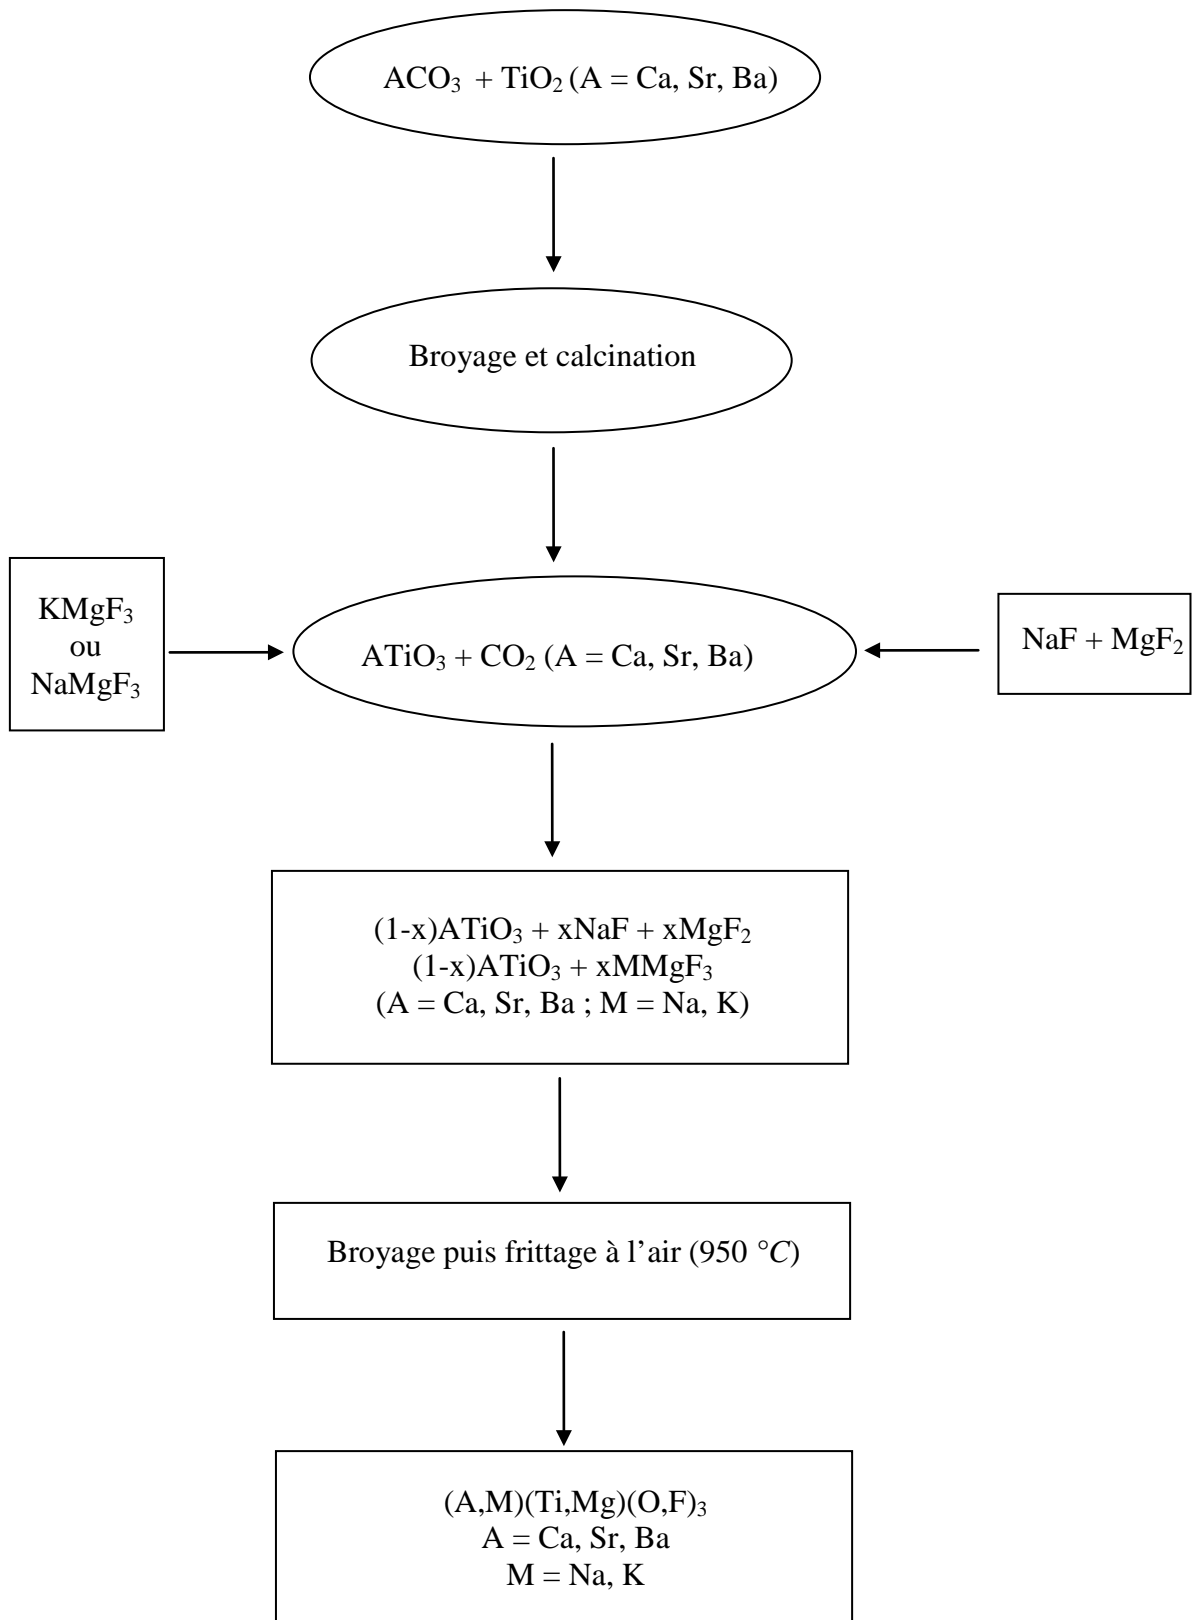 ACO₃ + TiO₂ (A = Ca, Sr, Ba)
Broyage et calcination
KMgF₃
ou
NaMgF₃
ATiO₃ + CO₂ (A = Ca, Sr, Ba)
NaF + MgF₂
(1-x)ATiO₃ + xNaF + xMgF₂
(1-x)ATiO₃ + xMMgF₃
(A = Ca, Sr, Ba ; M = Na, K)
Broyage puis frittage à l’air (950 °C)
(A,M)(Ti,Mg)(O,F)₃
A = Ca, Sr, Ba
M = Na, K